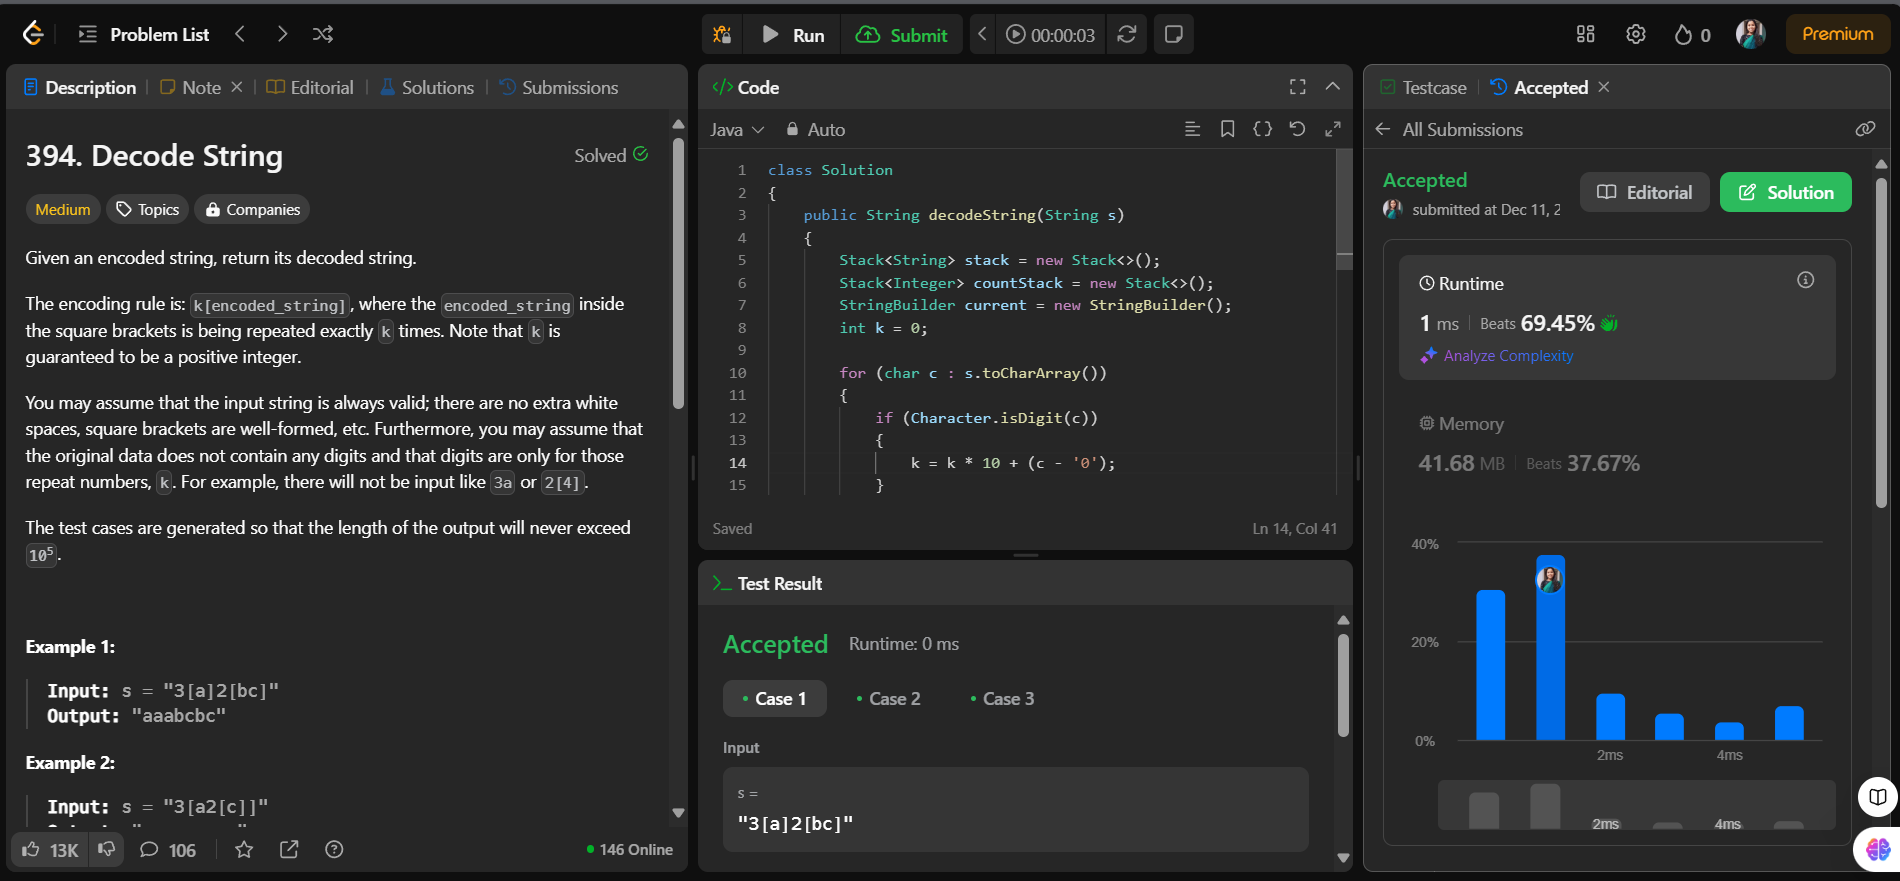 Problem List
Run
Submit
00:00:03
0
Premium
Description
Note
Editorial
Solutions
Submissions
394. Decode String
Solved
Medium
Topics
Companies
Given an encoded string, return its decoded string.
The encoding rule is: k[encoded_string], where the encoded_string inside
the square brackets is being repeated exactly k times. Note that k is
guaranteed to be a positive integer.
You may assume that the input string is always valid; there are no extra white
spaces, square brackets are well-formed, etc. Furthermore, you may assume that
the original data does not contain any digits and that digits are only for those
repeat numbers, k. For example, there will not be input like 3a or 2[4].
The test cases are generated so that the length of the output will never exceed
10⁵.
Example 1:
Input: s = "3[a]2[bc]"
Output: "aaabcbc"
Example 2:
Input: s = "3[a2[c]]"
13K
106
146 Online
</> Code
Java
Auto
1 class Solution
2 {
3 public String decodeString(String s)
4 {
5 Stack<String> stack = new Stack<>();
6 Stack<Integer> countStack = new Stack<>();
7 StringBuilder current = new StringBuilder();
8 int k = 0;
9
10 for (char c : s.toCharArray())
11 {
12 if (Character.isDigit(c))
13 {
14 k = k * 10 + (c - '0');
15 }
Saved
Ln 14, Col 41
Test Result
Accepted
Runtime: 0 ms
Case 1
Case 2
Case 3
Input
s =
"3[a]2[bc]"
Testcase
Accepted
All Submissions
Accepted
submitted at Dec 11, 2
Editorial
Solution
Runtime
1 ms
Beats 69.45%
Analyze Complexity
Memory
41.68 MB
Beats 37.67%
40%
20%
0%
2ms
4ms
2ms
4ms